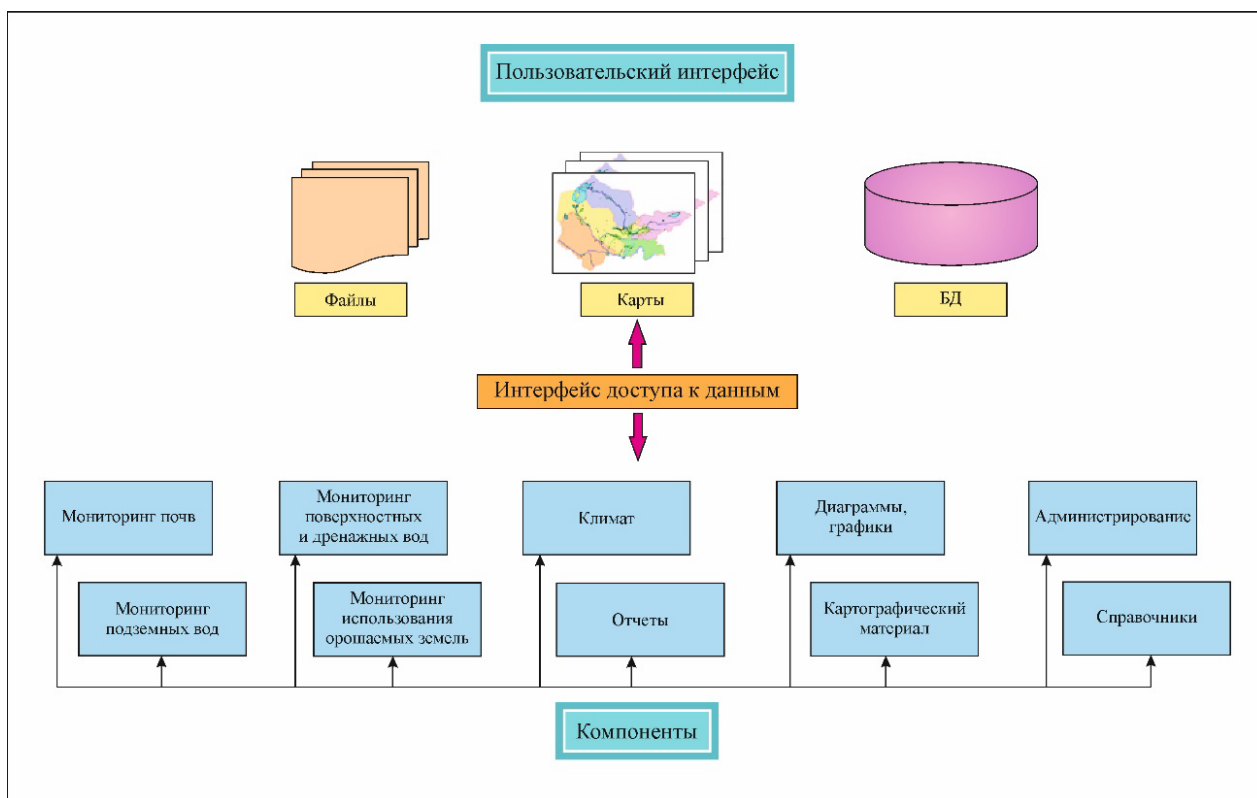 Пользовательский интерфейс
Файлы
Карты
БД
Интерфейс доступа к данным
Мониторинг почв
Мониторинг
поверхностных
и дренажных вод
Климат
Диаграммы,
графики
Администрирование
Мониторинг
подземных вод
Мониторинг
использования
орошаемых земель
Отчеты
Картографический
материал
Справочники
Компоненты